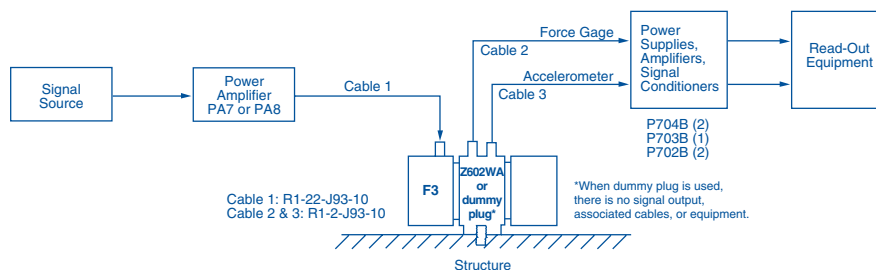 Force Gage
Cable 2
Accelerometer
Cable 3
Power
Supplies,
Amplifiers,
Signal
Conditioners
Read-Out
Equipment
Signal
Source
Power
Amplifier
PA7 or PA8
Cable 1
P704B (2)
P703B (1)
P702B (2)
F3
Z602WA
or
dummy
plug*
Cable 1: R1-22-J93-10
Cable 2 & 3: R1-2-J93-10
*When dummy plug is used,
there is no signal output,
associated cables, or equipment.
Structure